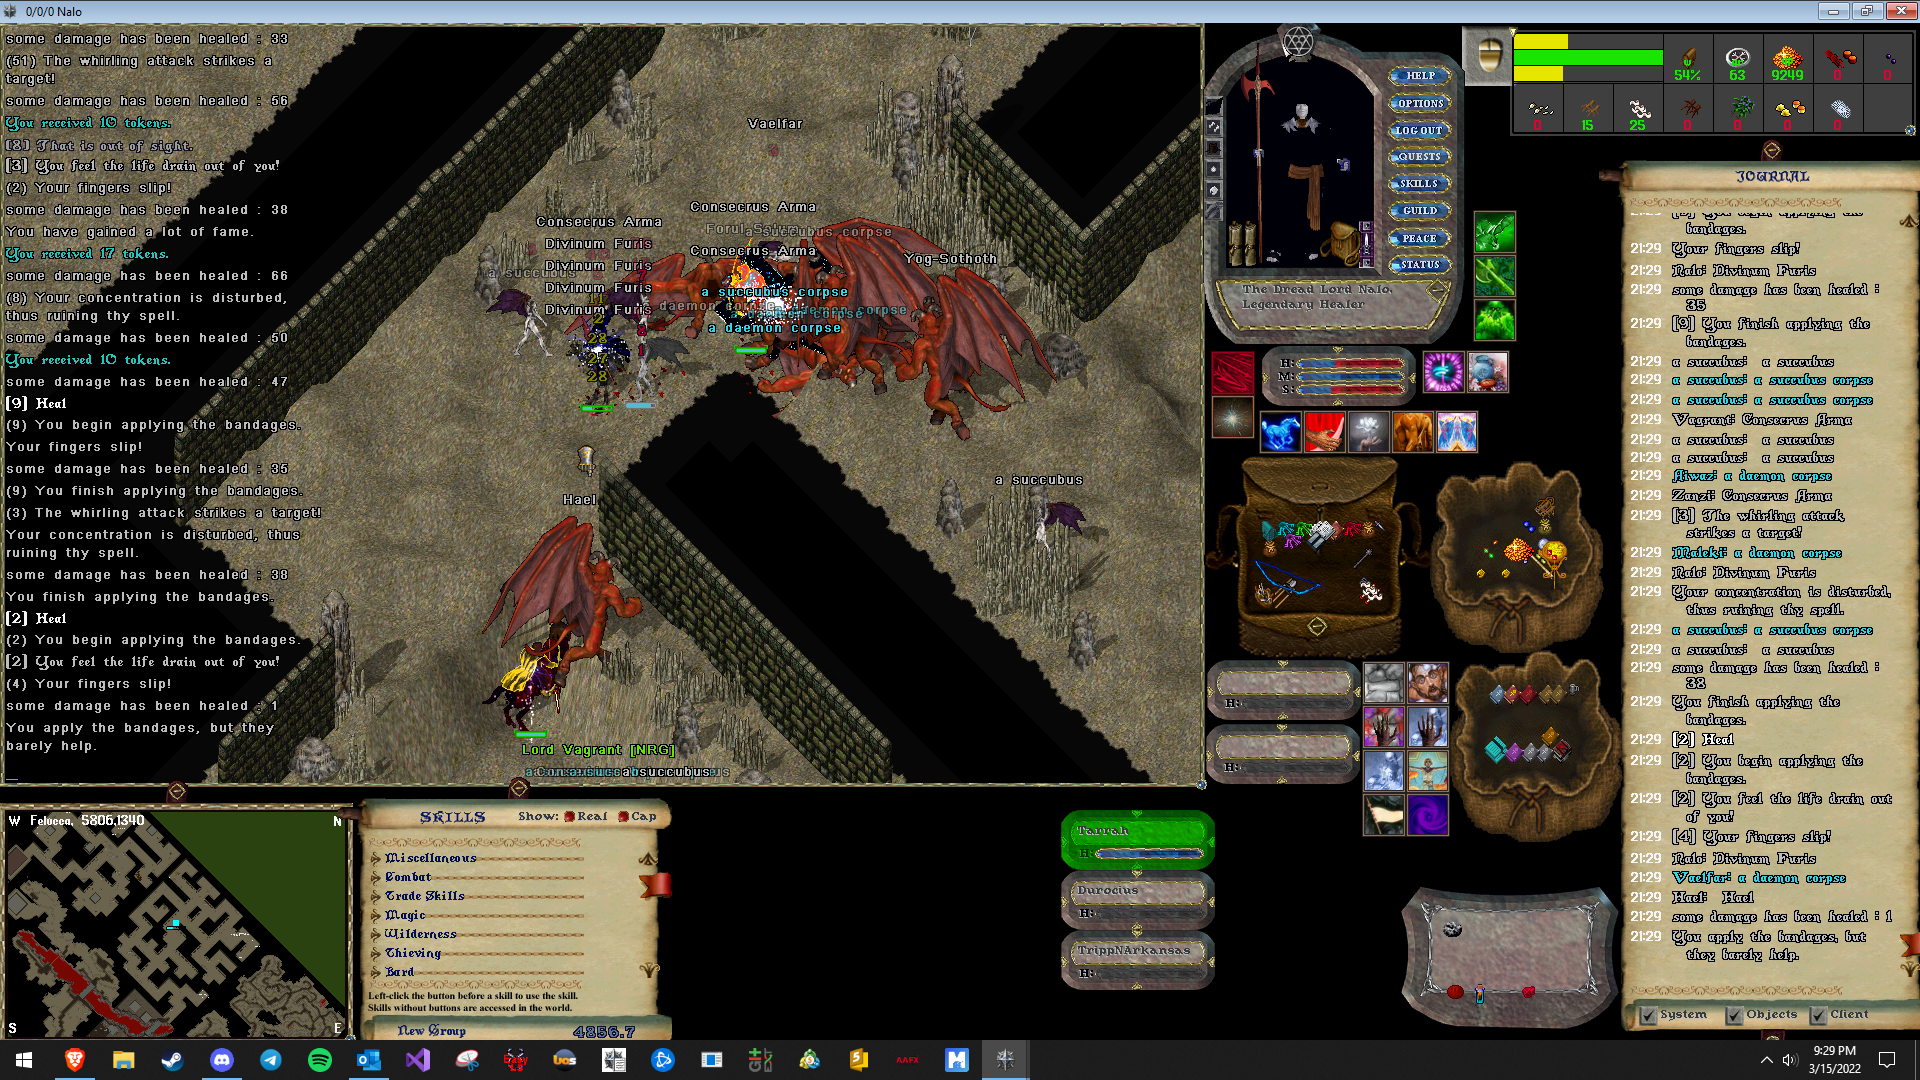 0/0/0 Nalo
some damage has been healed : 33
(51) The whirling attack strikes a
target!
some damage has been healed : 56
You received 10 tokens.
[8] That is out of sight.
[3] You feel the life drain out of you!
(2) Your fingers slip!
some damage has been healed : 38
You have gained a lot of fame.
You received 17 tokens.
some damage has been healed : 66
(8) Your concentration is disturbed,
thus ruining thy spell.
some damage has been healed : 50
You received 10 tokens.
some damage has been healed : 47
[9] Heal
(9) You begin applying the bandages.
Your fingers slip!
some damage has been healed : 35
(9) You finish applying the bandages.
(3) The whirling attack strikes a target!
Your concentration is disturbed, thus
ruining thy spell.
some damage has been healed : 38
You finish applying the bandages.
[2] Heal
(2) You begin applying the bandages.
[2] You feel the life drain out of you!
(4) Your fingers slip!
some damage has been healed : 1
You apply the bandages, but they
barely help.
Vaelfar
Consecrus Arma
Consecrus Arma
Divinum Furis
a succubus corpse
Consecrus Arma
Divinum Furis
Yog-Sothoth
a succubus
Divinum Furis
a succubus corpse
Divinum Furis
daemon corpse
a daemon corpse
11
2
28
27
28
a succubus
Hael
Lord Vagrant [NRG]
HELP
OPTIONS
LOG OUT
QUESTS
SKILLS
GUILD
PEACE
STATUS
The Dread Lord Nalo,
Legendary Healer
H:
M:
S:
54%
63
9249
0
0
0
15
25
0
0
0
0
JOURNAL
bandages.
21:29 Your fingers slip!
21:29 Nalo: Divinum Furis
21:29 some damage has been healed :
35
21:29 [9] You finish applying the
bandages.
21:29 a succubus: a succubus
21:29 a succubus: a succubus corpse
21:29 a succubus: a succubus corpse
21:29 Vagrant: Consecrus Arma
21:29 a succubus: a succubus
21:29 a succubus: a succubus
21:29 Aiwaz: a daemon corpse
21:29 Zanzi: Consecrus Arma
21:29 [3] The whirling attack
strikes a target!
21:29 Maleki: a daemon corpse
21:29 Nalo: Divinum Furis
21:29 Your concentration is disturbed,
thus ruining thy spell.
21:29 a succubus: a succubus corpse
21:29 a succubus: a succubus
21:29 some damage has been healed :
38
21:29 You finish applying the
bandages.
21:29 [2] Heal
21:29 [2] You begin applying the
bandages.
21:29 [2] You feel the life drain out
of you!
21:29 [4] Your fingers slip!
21:29 Nalo: Divinum Furis
21:29 Vaelfar: a daemon corpse
21:29 Hael: Hael
21:29 some damage has been healed : 1
21:29 You apply the bandages, but
they barely help.
System Objects Client
H:
H:
W Felucca, 5806,1340 N
S E
SKILLS Show: Real Cap
Miscellaneous
Combat
Trade Skills
Magic
Wilderness
Thieving
Bard
Left-click the button before a skill to use the skill.
Skills without buttons are accessed in the world.
New Group 4856.7
Tarrah
H:
Durocius
H:
TrippNArkansas
H:
9:29 PM
3/15/2022